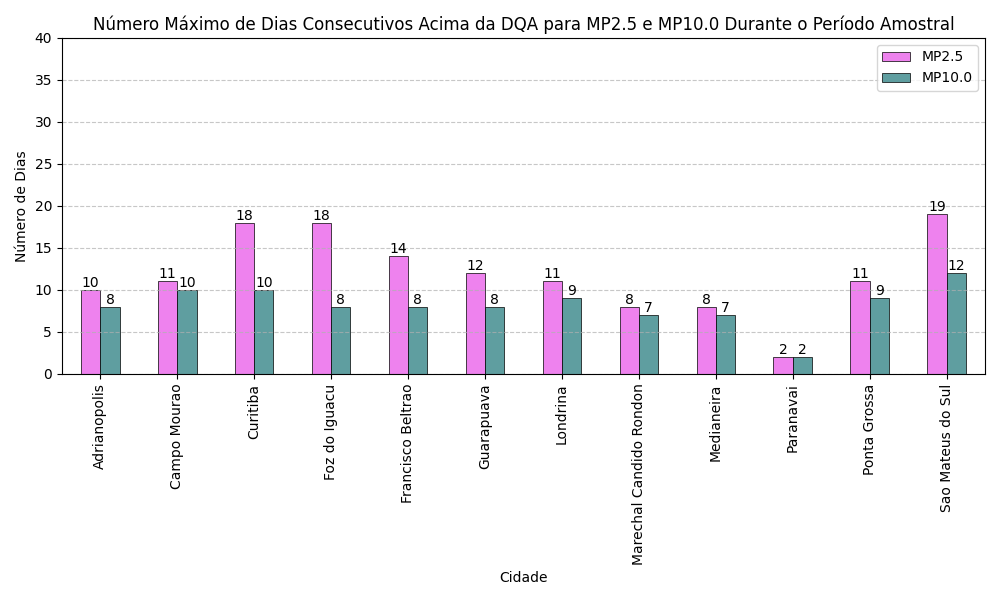 Número Máximo de Dias Consecutivos Acima da DQA para MP2.5 e MP10.0 Durante o Período Amostral
MP2.5
MP10.0
Número de Dias
40
35
30
25
20
15
10
5
0
10 8
11 10
18 10
18 8
14 8
12 8
11 9
8 7
8 7
2 2
11 9
19 12
Adrianopolis
Campo Mourao
Curitiba
Foz do Iguacu
Francisco Beltrao
Guarapuava
Londrina
Marechal Candido Rondon
Medianeira
Paranavai
Ponta Grossa
Sao Mateus do Sul
Cidade